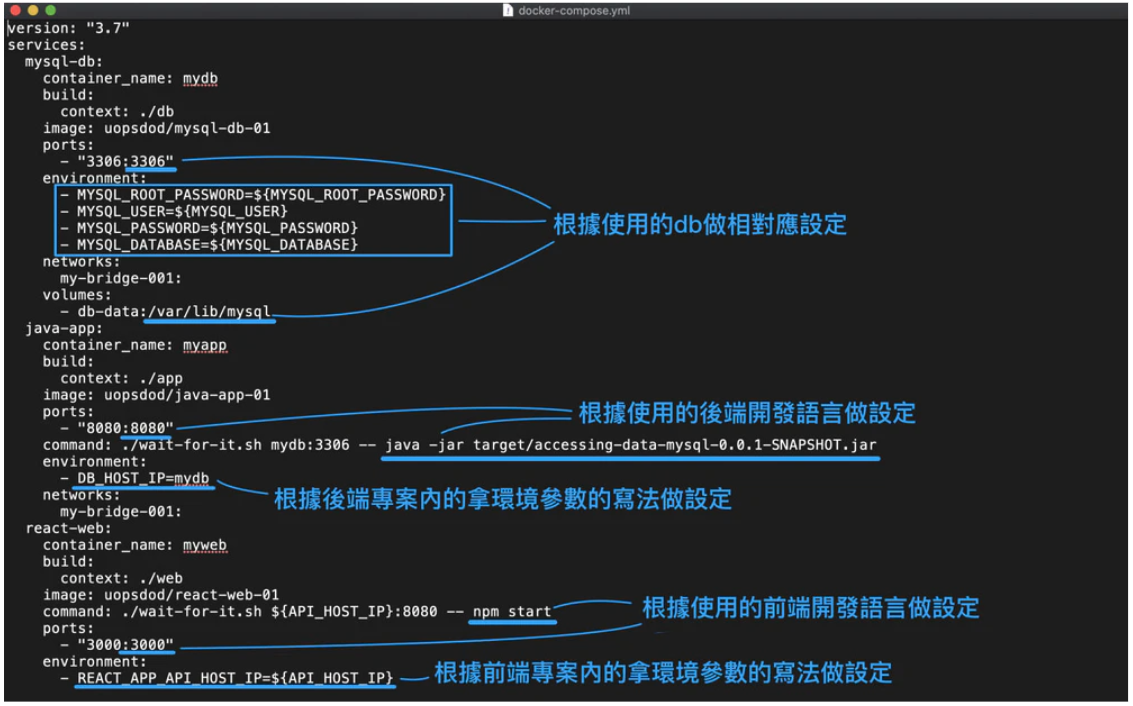 docker-compose.yml
version: "3.7"
services:
  mysql-db:
    container_name: mydb
    build:
      context: ./db
    image: uopsdod/mysql-db-01
    ports:
      - "3306:3306"
    environment:
      - MYSQL_ROOT_PASSWORD=${MYSQL_ROOT_PASSWORD}
      - MYSQL_USER=${MYSQL_USER}
      - MYSQL_PASSWORD=${MYSQL_PASSWORD}
      - MYSQL_DATABASE=${MYSQL_DATABASE}
根據使用的db做相對應設定
    networks:
      my-bridge-001:
    volumes:
      - db-data:/var/lib/mysql
  java-app:
    container_name: myapp
    build:
      context: ./app
    image: uopsdod/java-app-01
    ports:
      - "8080:8080"
根據使用的後端開發語言做設定
    command: ./wait-for-it.sh mydb:3306 -- java -jar target/accessing-data-mysql-0.0.1-SNAPSHOT.jar
    environment:
      - DB_HOST_IP=mydb
根據後端專案內的拿環境參數的寫法做設定
    networks:
      my-bridge-001:
  react-web:
    container_name: myweb
    build:
      context: ./web
    image: uopsdod/react-web-01
    command: ./wait-for-it.sh ${API_HOST_IP}:8080 -- npm start
根據使用的前端開發語言做設定
    ports:
      - "3000:3000"
    environment:
      - REACT_APP_API_HOST_IP=${API_HOST_IP}
根據前端專案內的拿環境參數的寫法做設定